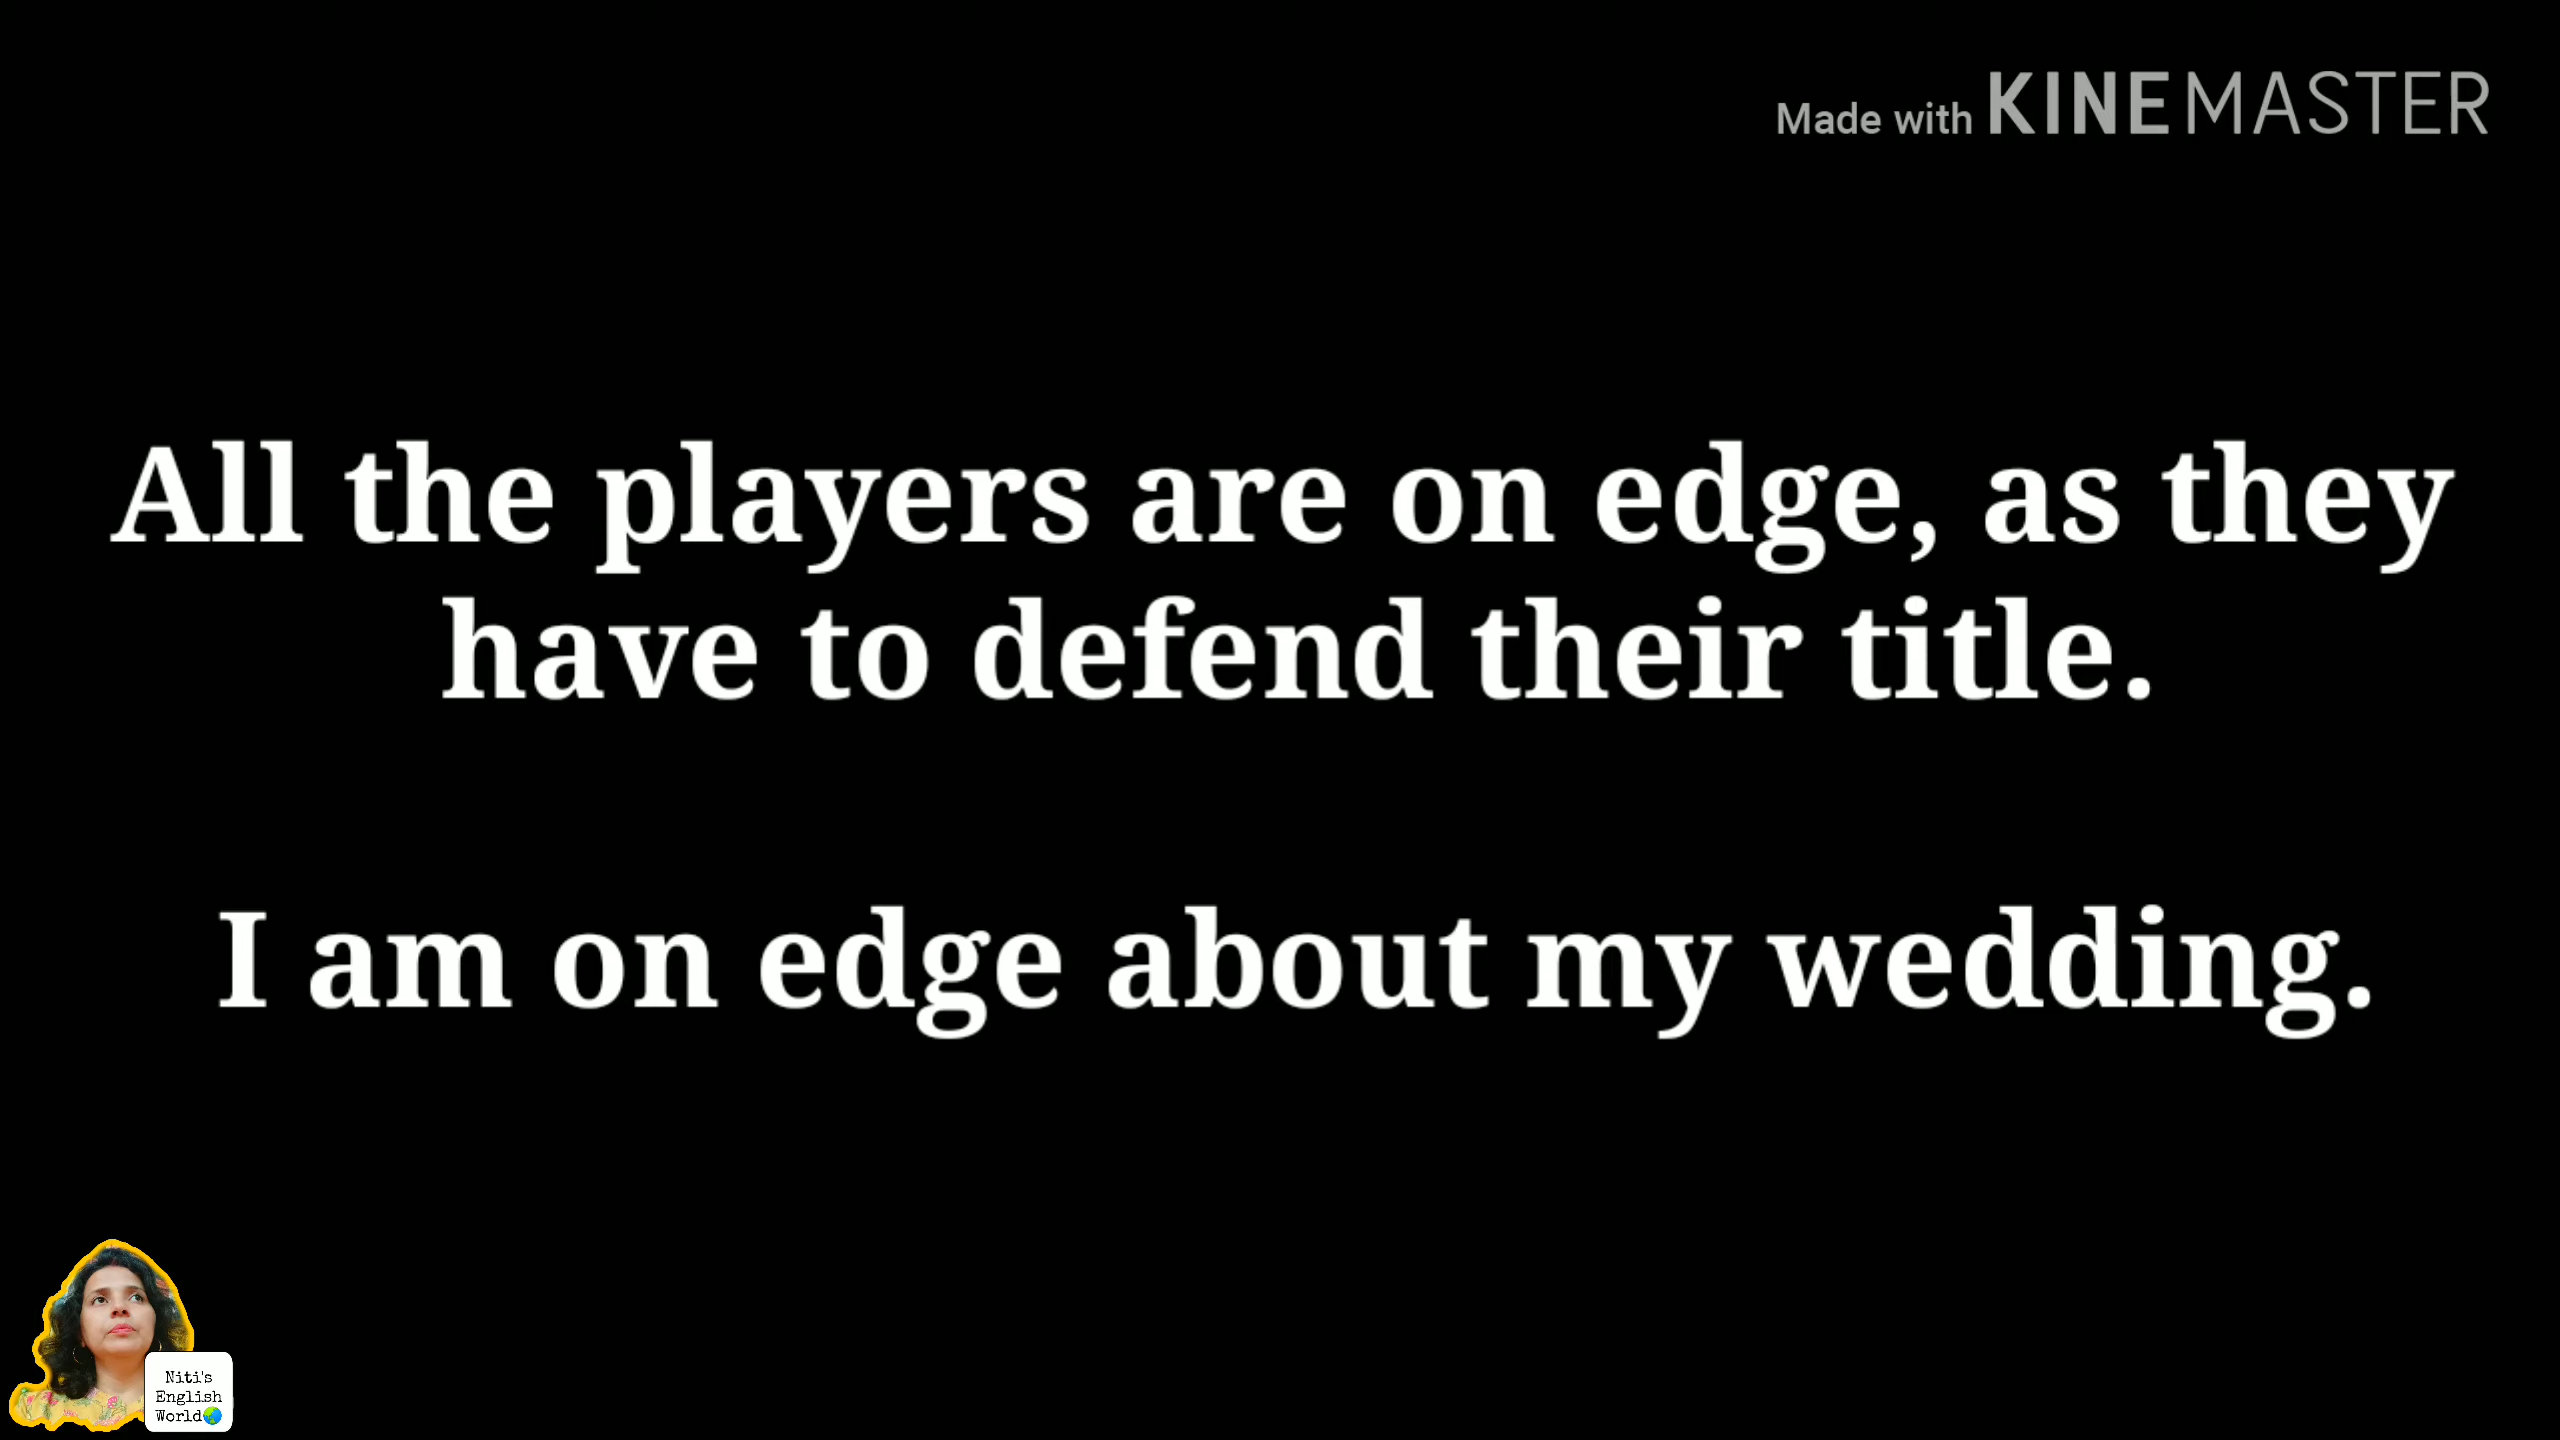 Made with KINEMASTER
All the players are on edge, as they
have to defend their title.
I am on edge about my wedding.
Niti's
English
World